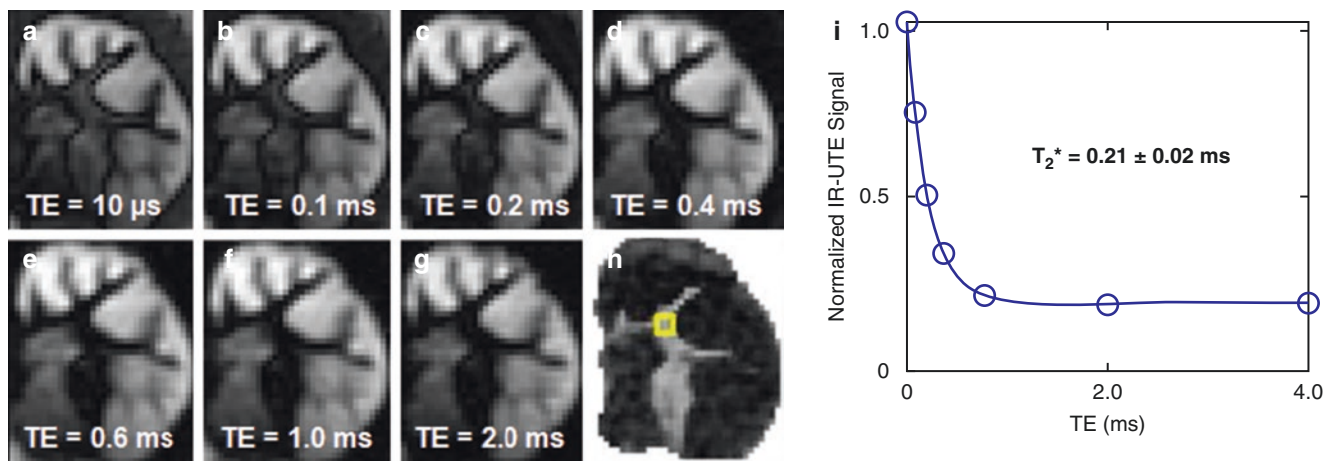 a
b
c
d
TE = 10 µs
TE = 0.1 ms
TE = 0.2 ms
TE = 0.4 ms
e
f
g
h
TE = 0.6 ms
TE = 1.0 ms
TE = 2.0 ms
i
1.0
0.5
0
Normalized IR-UTE Signal
T₂* = 0.21 ± 0.02 ms
0
2.0
4.0
TE (ms)